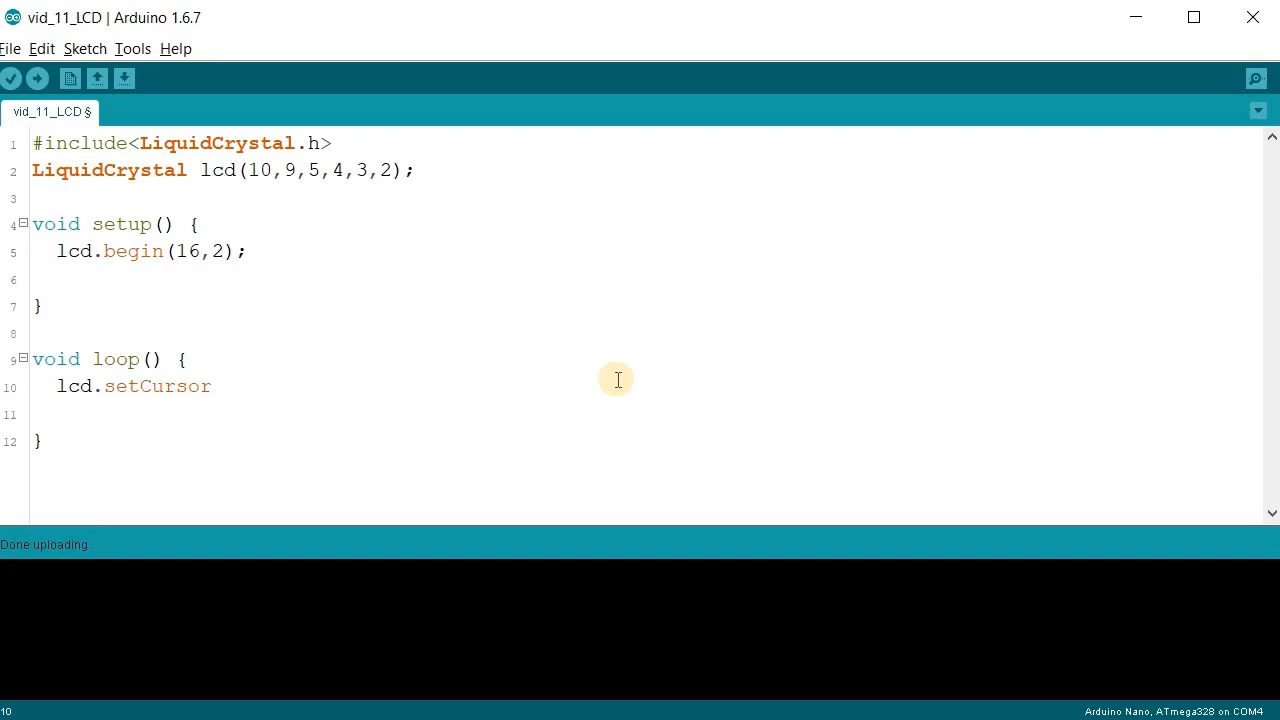 vid_11_LCD | Arduino 1.6.7
File Edit Sketch Tools Help
vid_11_LCD §
1 #include<LiquidCrystal.h>
2 LiquidCrystal lcd(10,9,5,4,3,2);
3
4 void setup() {
5 lcd.begin(16,2);
6
7 }
8
9 void loop() {
10 lcd.setCursor
11
12 }
Done uploading.
10 Arduino Nano, ATmega328 on COM4